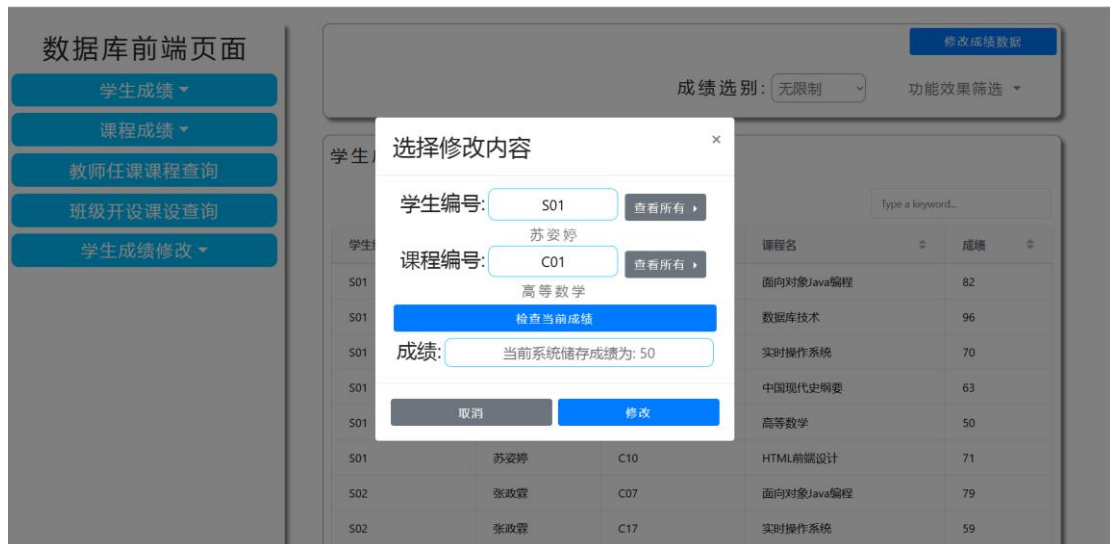 数据库前端页面
学生成绩
课程成绩
教师任课课程查询
班级开设课设查询
学生成绩修改
修改成绩数据
成绩选别: 无限制 功能效果筛选
学生
Type a keyword...
选择修改内容 ×
学生编号: S01 查看所有
苏姿婷
课程编号: C01 查看所有
高等数学
检查当前成绩
成绩: 当前系统储存成绩为: 50
取消 修改
学生 课程名 成绩
S01 面向对象Java编程 82
S01 数据库技术 96
S01 实时操作系统 70
S01 中国现代史纲要 63
S01 高等数学 50
S01 苏姿婷 C10 HTML前端设计 71
S02 张政霖 C07 面向对象Java编程 79
S02 张政霖 C17 实时操作系统 59